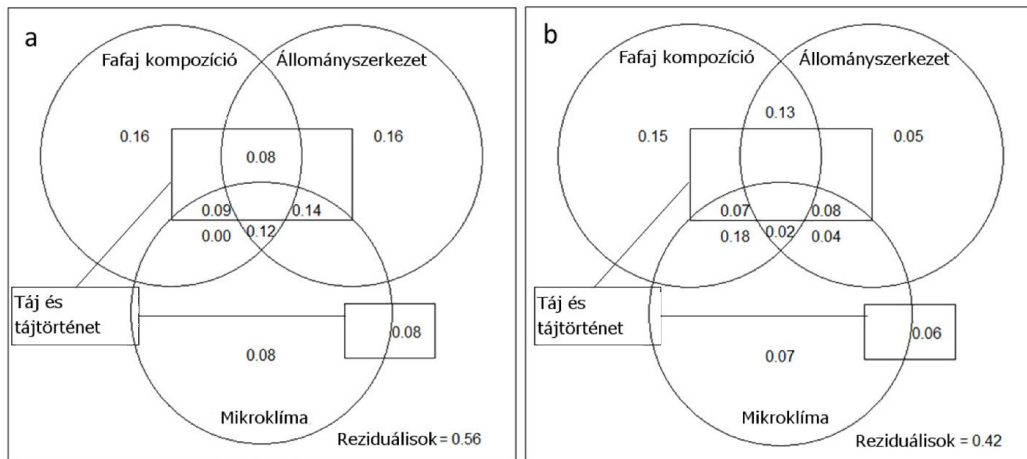 a
Fafaj kompozíció
Állományszerkezet
0.16
0.16
0.08
0.09
0.14
0.00
0.12
Táj és
tájtörténet
0.08
0.08
Mikroklíma
Reziduálisok = 0.56
b
Fafaj kompozíció
Állományszerkezet
0.13
0.15
0.05
0.07
0.08
0.18
0.02
0.04
Táj és
tájtörténet
0.06
0.07
Mikroklíma
Reziduálisok = 0.42